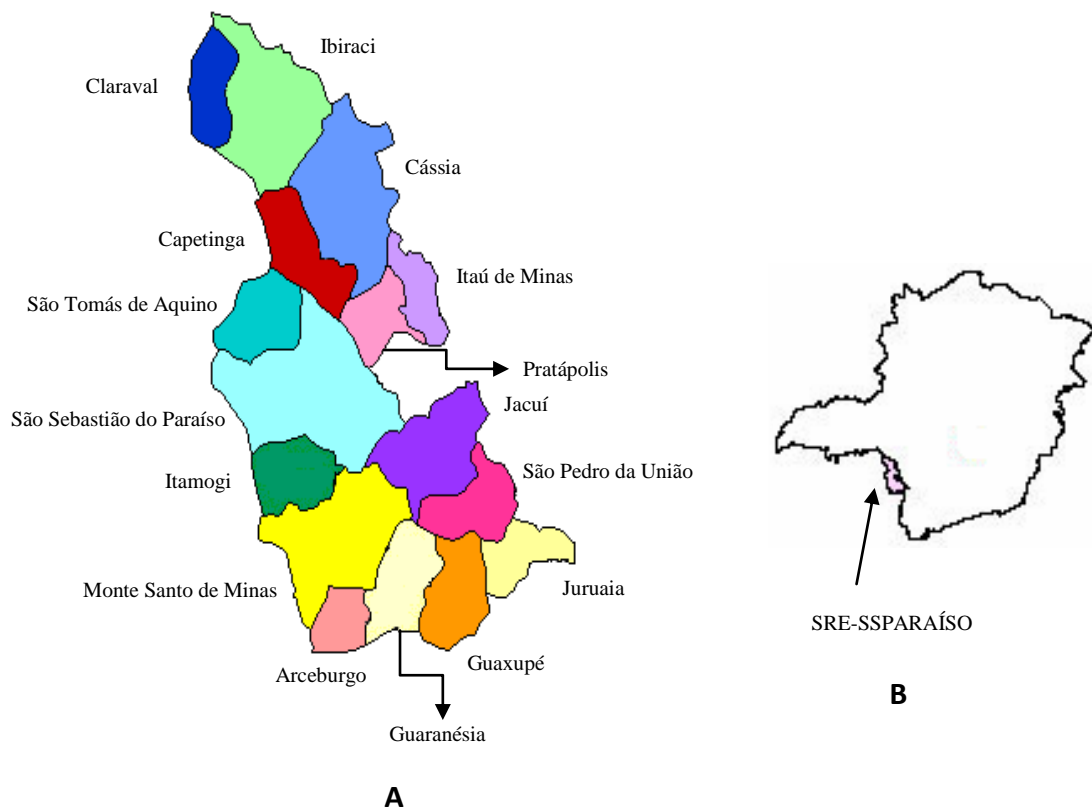 Ibiraci
Claraval
Cássia
Capetinga
Itaú de Minas
São Tomás de Aquino
Pratápolis
Jacuí
São Sebastião do Paraíso
São Pedro da União
Itamogi
Monte Santo de Minas
Juruaia
SRE-SSPARAÍSO
Arceburgo
Guaxupé
B
Guaranésia
A